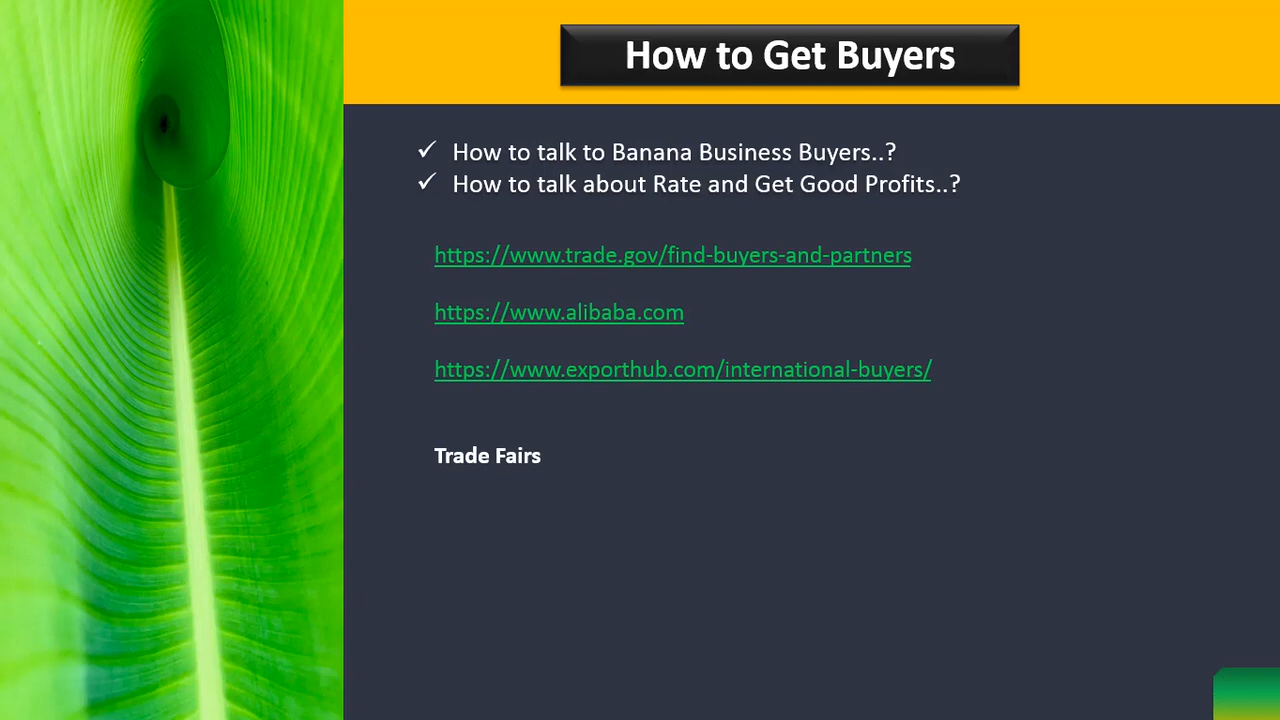 How to Get Buyers
✓ How to talk to Banana Business Buyers..?
✓ How to talk about Rate and Get Good Profits..?
https://www.trade.gov/find-buyers-and-partners
https://www.alibaba.com
https://www.exporthub.com/international-buyers/
Trade Fairs